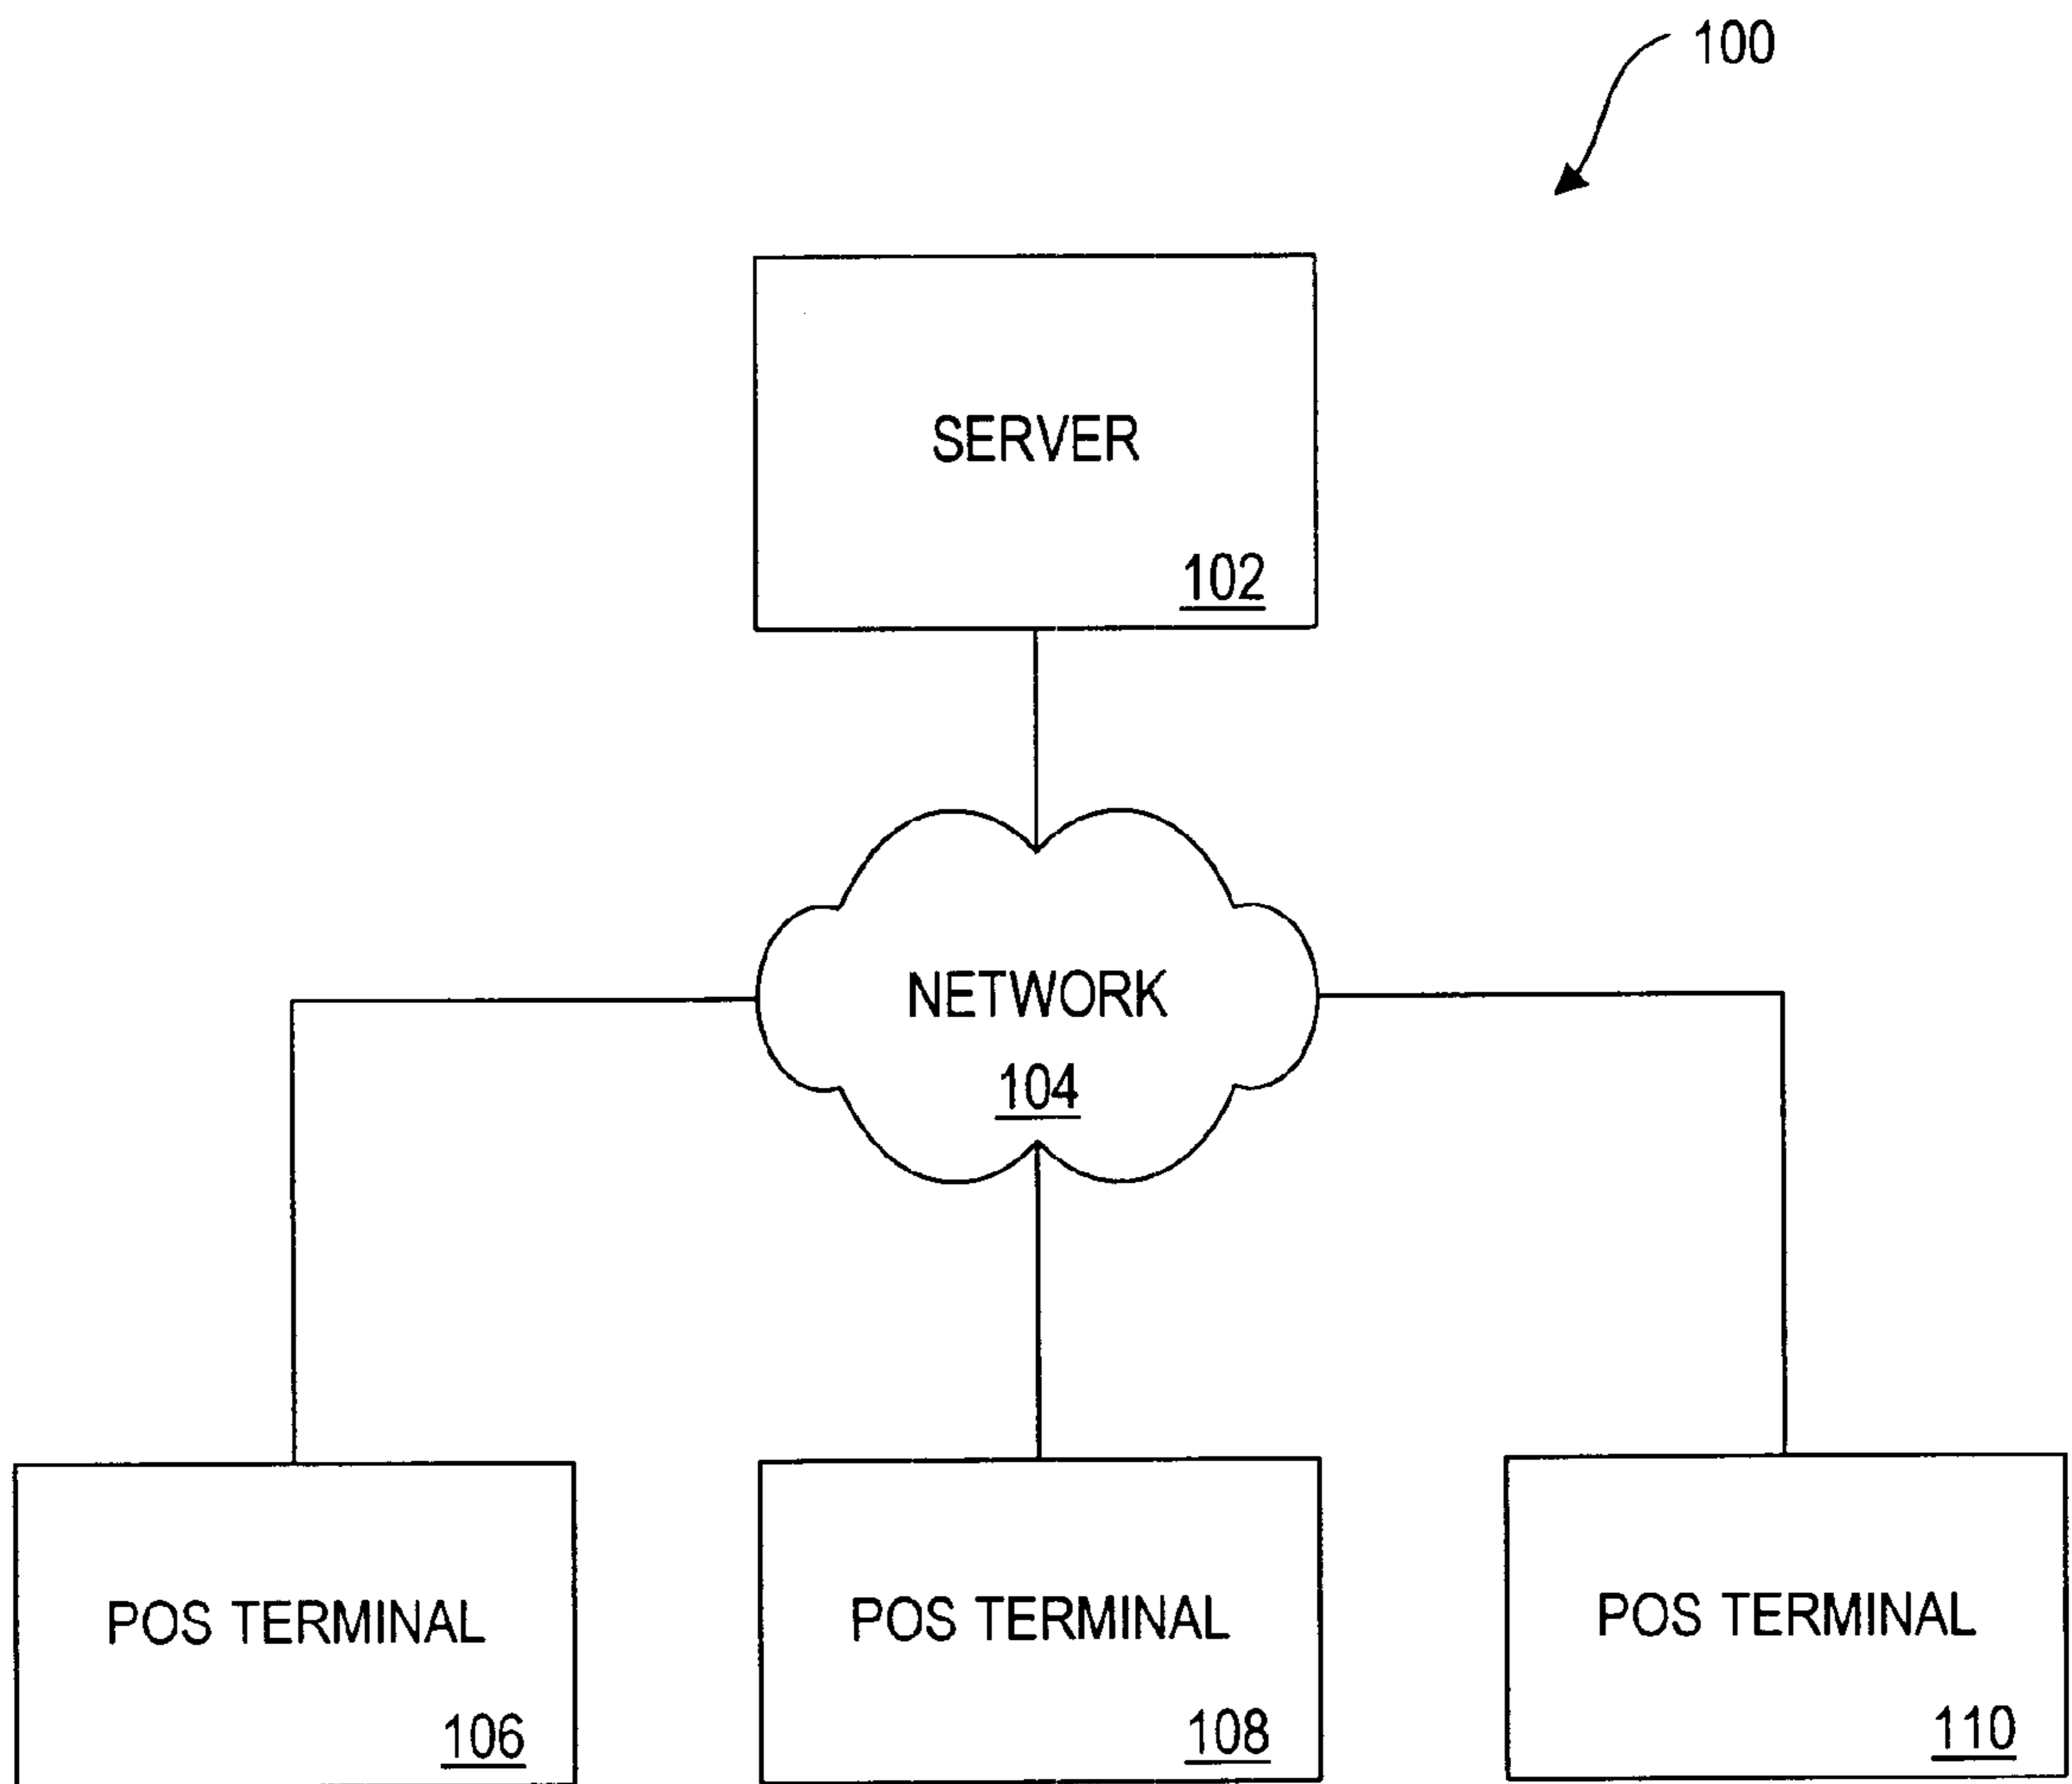 100
SERVER
102
NETWORK
104
POS TERMINAL
106
POS TERMINAL
108
POS TERMINAL
110